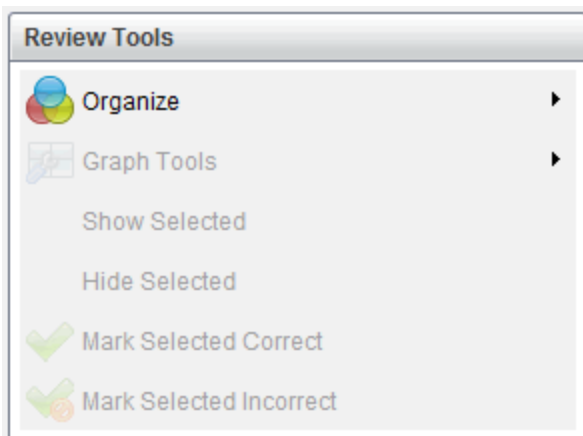 Review Tools
Organize
Graph Tools
Show Selected
Hide Selected
Mark Selected Correct
Mark Selected Incorrect